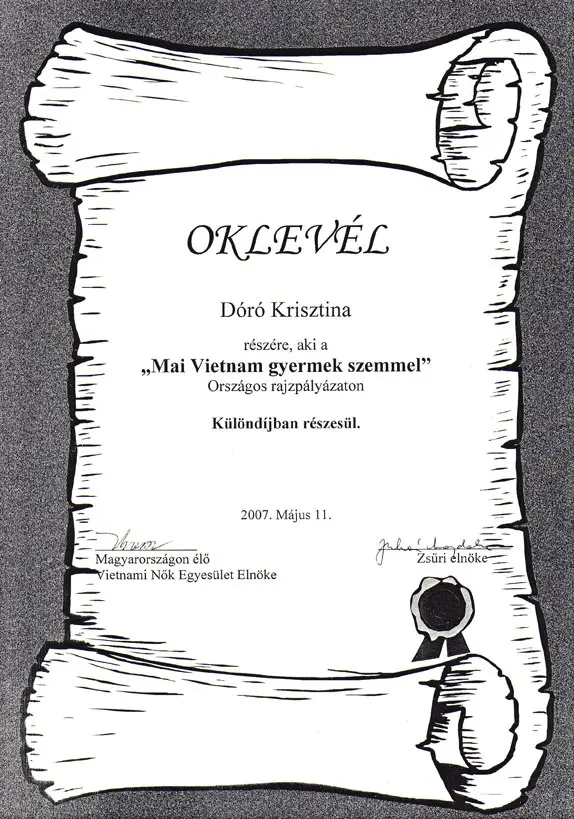 OKLEVÉL
Dóró Krisztina
részére, aki a
„Mai Vietnam gyermek szemmel”
Országos rajzpályázaton
Különdíjban részesül.
2007. Május 11.
Magyarországon élő
Vietnami Nők Egyesület Elnöke
Zsűri elnöke